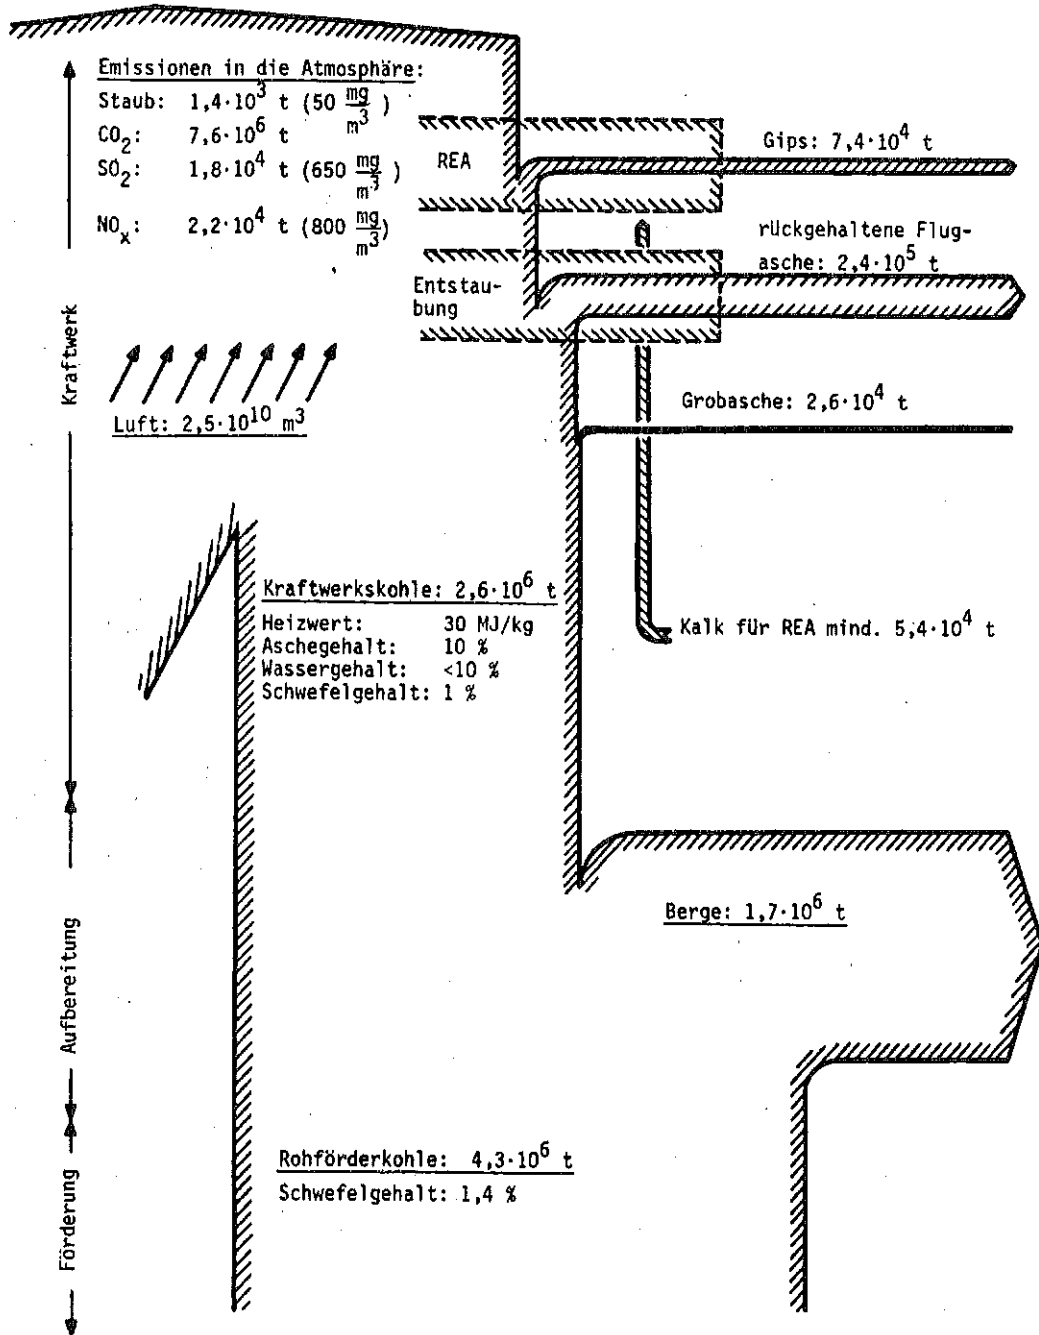 Emissionen in die Atmosphäre:
Staub: 1,4·10³ t (50 mg/m³)
CO₂: 7,6·10⁶ t
SO₂: 1,8·10⁴ t (650 mg/m³)
NOₓ: 2,2·10⁴ t (800 mg/m³)
REA
Gips: 7,4·10⁴ t
rückgehaltene Flug-
asche: 2,4·10⁵ t
Entstau-
bung
Kraftwerk
Grobasche: 2,6·10⁴ t
Luft: 2,5·10¹⁰ m³
Kraftwerkskohle: 2,6·10⁶ t
Heizwert: 30 MJ/kg
Aschegehalt: 10 %
Wassergehalt: <10 %
Schwefelgehalt: 1 %
Kalk für REA mind. 5,4·10⁴ t
Berge: 1,7·10⁶ t
Aufbereitung
Rohförderkohle: 4,3·10⁶ t
Schwefelgehalt: 1,4 %
Förderung